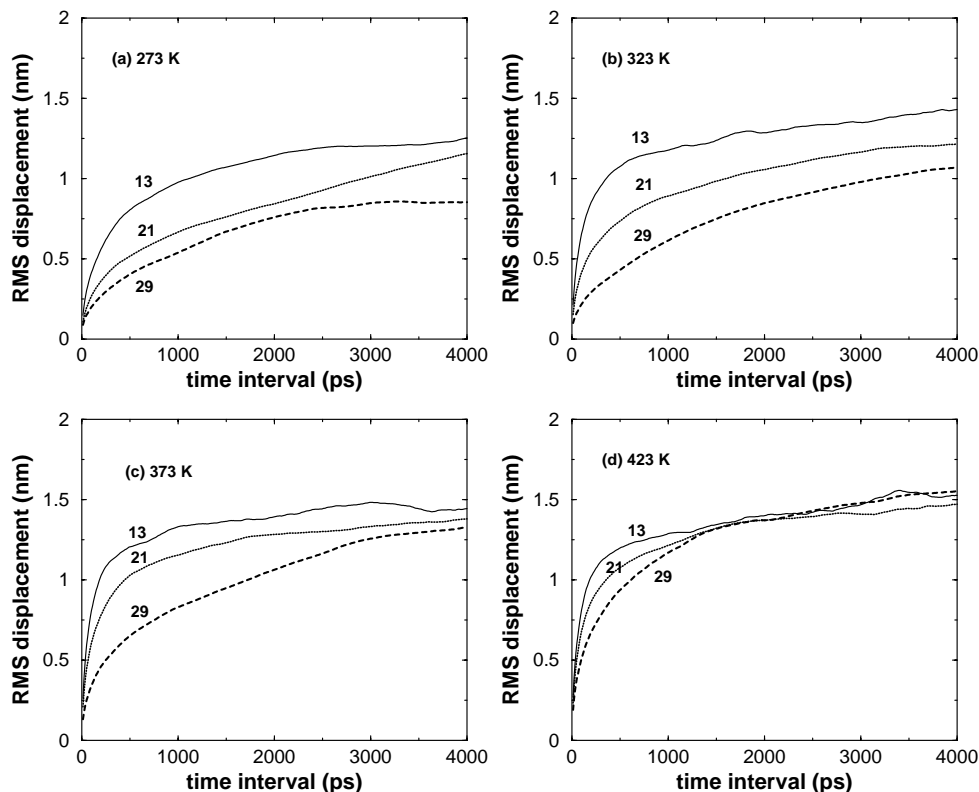 2
1.5
1
0.5
0
RMS displacement (nm)
(a) 273 K
13
21
29
0 1000 2000 3000 4000
time interval (ps)
2
1.5
1
0.5
0
RMS displacement (nm)
(b) 323 K
13
21
29
0 1000 2000 3000 4000
time interval (ps)
2
1.5
1
0.5
0
RMS displacement (nm)
(c) 373 K
13
21
29
0 1000 2000 3000 4000
time interval (ps)
2
1.5
1
0.5
0
RMS displacement (nm)
(d) 423 K
13
21
29
0 1000 2000 3000 4000
time interval (ps)